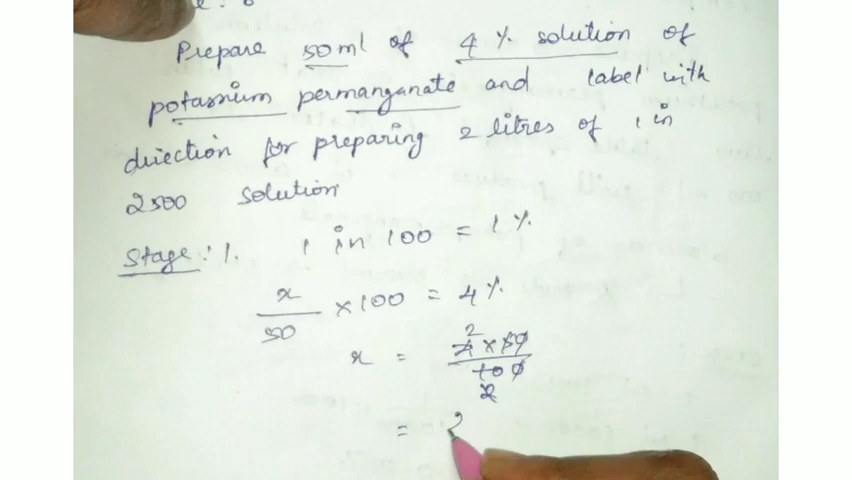 Prepare 50ml of 4 % solution of
potassium permanganate and label with
direction for preparing 2 litres of 1 in
2500 solution
Stage : 1. 1 in 100 = 1 %
x/50 × 100 = 4 %
x = 4 × 50 / 100
2
2
= 2